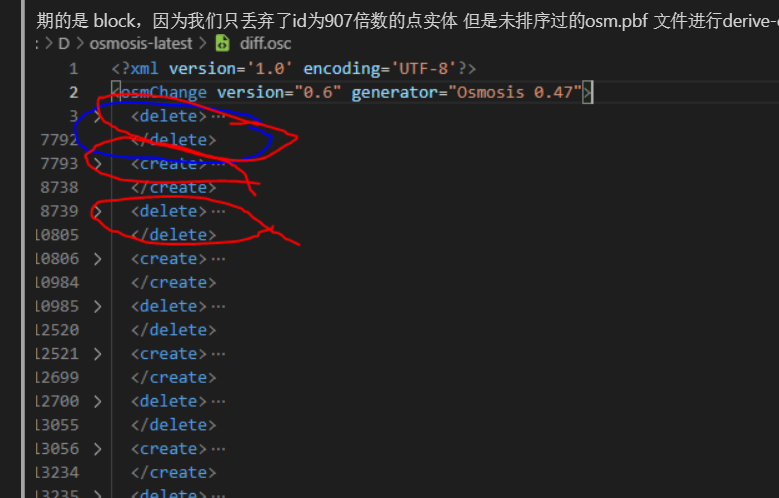 期的是 block，因为我们只丢弃了id为907倍数的点实体 但是未排序过的osm.pbf 文件进行derive-
: > D > osmosis-latest > diff.osc
1 <?xml version='1.0' encoding='UTF-8'?>
2 <osmChange version="0.6" generator="Osmosis 0.47">
3 > <delete>···
7792 </delete>
7793 > <create>···
8738 </create>
8739 > <delete>···
10805 </delete>
10806 > <create>···
10984 </create>
10985 > <delete>···
12520 </delete>
12521 > <create>···
12699 </create>
12700 > <delete>···
13055 </delete>
13056 > <create>···
13234 </create>
13235 > <delete>···